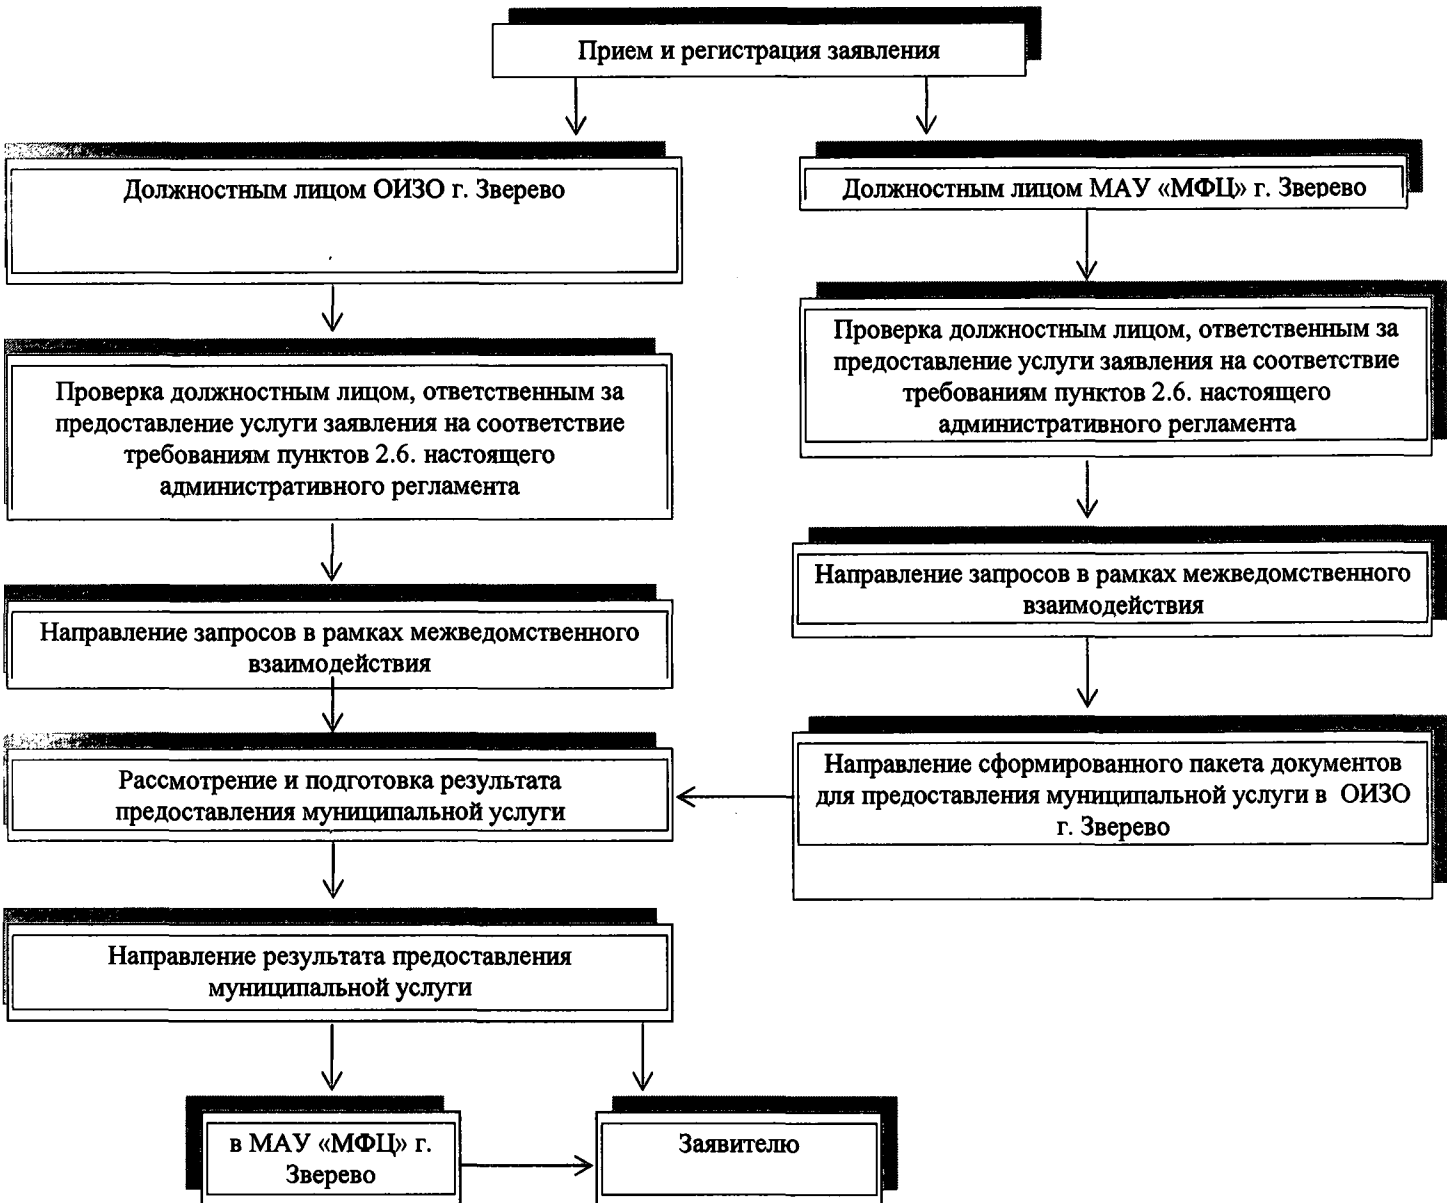 Прием и регистрация заявления
Должностным лицом ОИЗО г. Зверево
Должностным лицом МАУ «МФЦ» г. Зверево
Проверка должностным лицом, ответственным за
предоставление услуги заявления на соответствие
требованиям пунктов 2.6. настоящего
административного регламента
Проверка должностным лицом, ответственным за
предоставление услуги заявления на соответствие
требованиям пунктов 2.6. настоящего
административного регламента
Направление запросов в рамках межведомственного
взаимодействия
Направление запросов в рамках межведомственного
взаимодействия
Рассмотрение и подготовка результата
предоставления муниципальной услуги
Направление сформированного пакета документов
для предоставления муниципальной услуги в ОИЗО
г. Зверево
Направление результата предоставления
муниципальной услуги
в МАУ «МФЦ» г.
Зверево
Заявителю